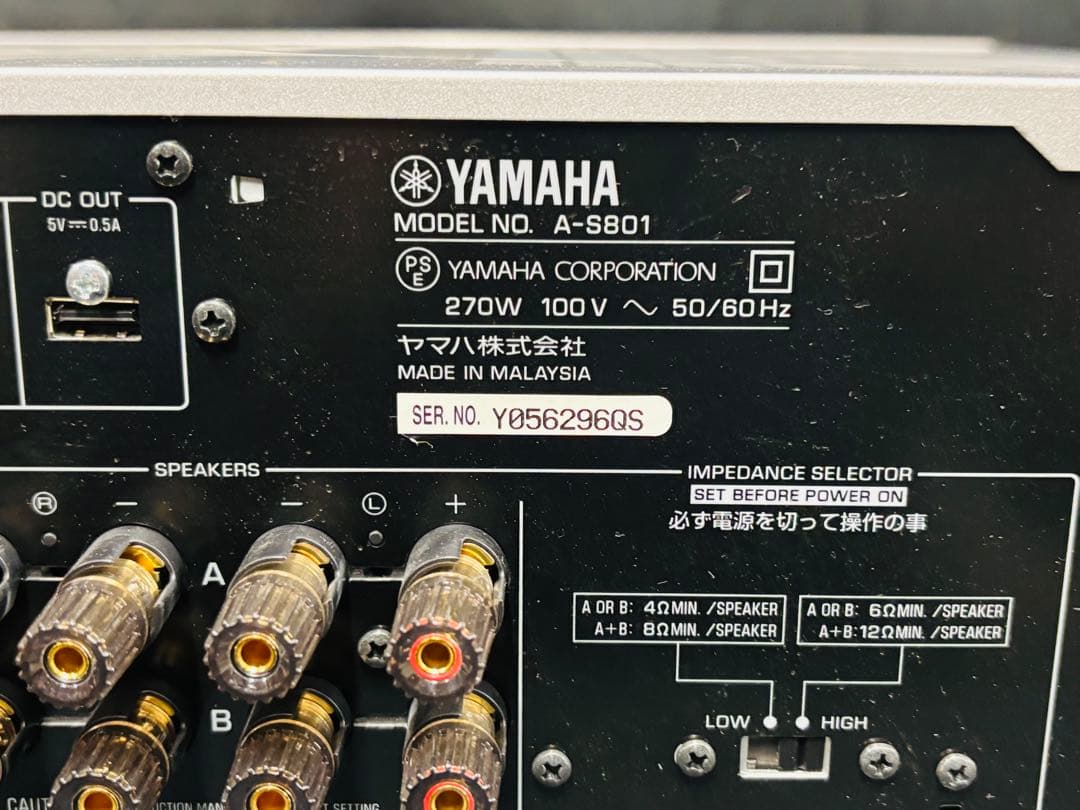 DC OUT
5V⎓0.5A
YAMAHA
MODEL NO. A-S801
PSE YAMAHA CORPORATION
270W 100V ～ 50/60Hz
ヤマハ株式会社
MADE IN MALAYSIA
SER. NO. Y056296QS
SPEAKERS
R − − L +
A
B
IMPEDANCE SELECTOR
SET BEFORE POWER ON
必ず電源を切って操作の事
A OR B: 4ΩMIN. /SPEAKER
A+B: 8ΩMIN. /SPEAKER
A OR B: 6ΩMIN. /SPEAKER
A+B:12ΩMIN. /SPEAKER
LOW HIGH
SETTING